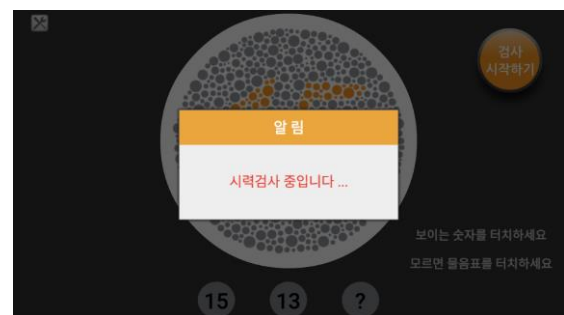 검사
시작하기
알 림
시력검사 중입니다 ...
보이는 숫자를 터치하세요
모르면 물음표를 터치하세요
15 13 ?